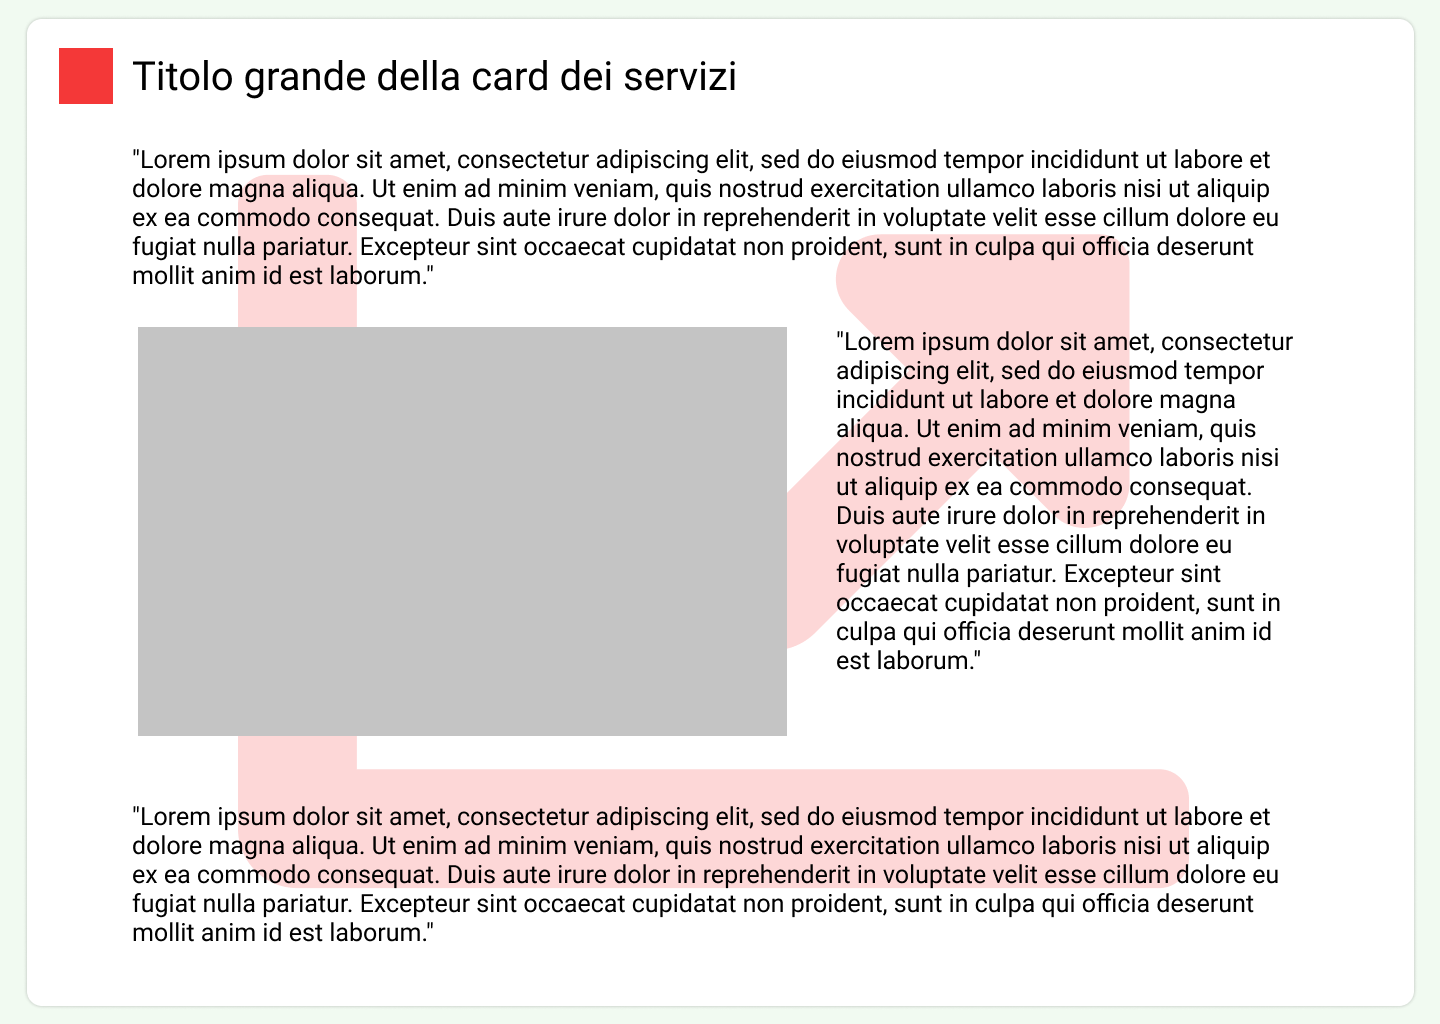 Titolo grande della card dei servizi
"Lorem ipsum dolor sit amet, consectetur adipiscing elit, sed do eiusmod tempor incididunt ut labore et
dolore magna aliqua. Ut enim ad minim veniam, quis nostrud exercitation ullamco laboris nisi ut aliquip
ex ea commodo consequat. Duis aute irure dolor in reprehenderit in voluptate velit esse cillum dolore eu
fugiat nulla pariatur. Excepteur sint occaecat cupidatat non proident, sunt in culpa qui officia deserunt
mollit anim id est laborum."
"Lorem ipsum dolor sit amet, consectetur
adipiscing elit, sed do eiusmod tempor
incididunt ut labore et dolore magna
aliqua. Ut enim ad minim veniam, quis
nostrud exercitation ullamco laboris nisi
ut aliquip ex ea commodo consequat.
Duis aute irure dolor in reprehenderit in
voluptate velit esse cillum dolore eu
fugiat nulla pariatur. Excepteur sint
occaecat cupidatat non proident, sunt in
culpa qui officia deserunt mollit anim id
est laborum."
"Lorem ipsum dolor sit amet, consectetur adipiscing elit, sed do eiusmod tempor incididunt ut labore et
dolore magna aliqua. Ut enim ad minim veniam, quis nostrud exercitation ullamco laboris nisi ut aliquip
ex ea commodo consequat. Duis aute irure dolor in reprehenderit in voluptate velit esse cillum dolore eu
fugiat nulla pariatur. Excepteur sint occaecat cupidatat non proident, sunt in culpa qui officia deserunt
mollit anim id est laborum."